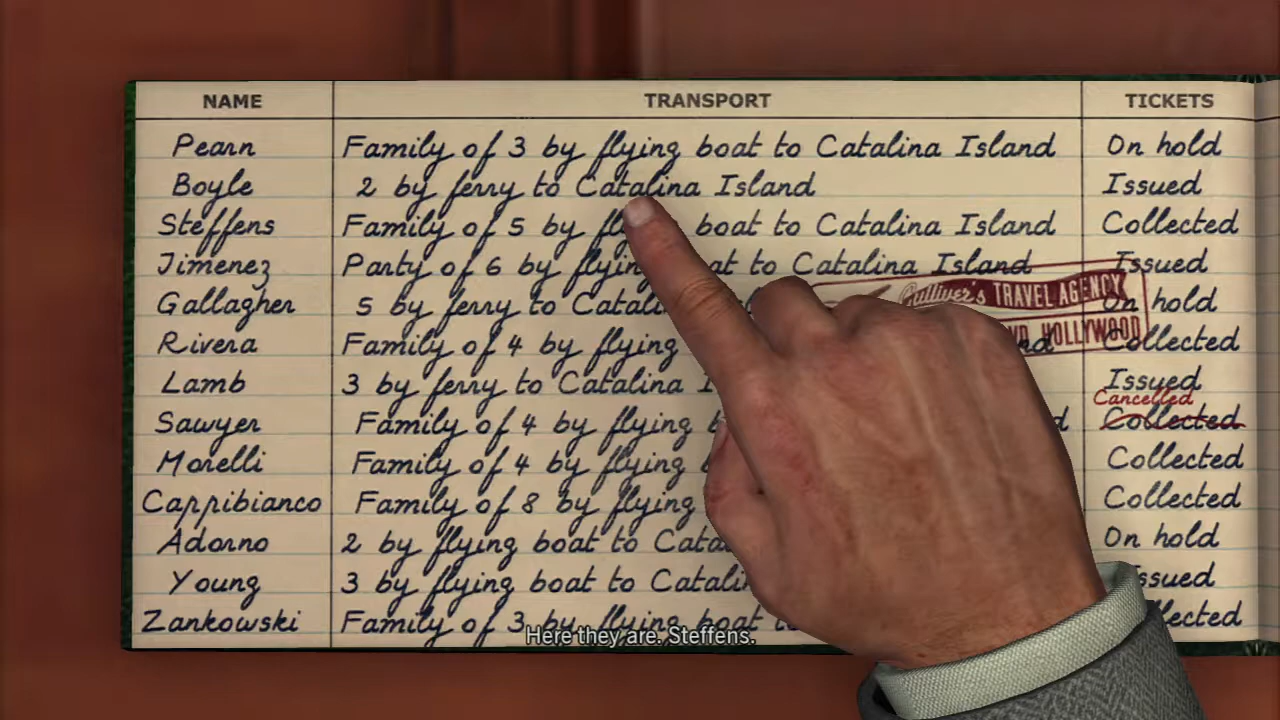 NAME TRANSPORT TICKETS
Pearn Family of 3 by flying boat to Catalina Island On hold
Boyle 2 by ferry to Catalina Island Issued
Steffens Family of 5 by boat to Catalina Island Collected
Jimenez Party of 6 by flying to Catalina Island Issued
Gulliver's TRAVEL AGENCY
Gallagher 5 by ferry to On hold
HOLLYWOOD
Rivera Family of 4 by flying Collected
Lamb 3 by ferry to Catalina Issued
Cancelled
Sawyer Family of 4 by flying Collected
Morelli Family of 4 by flying Collected
Cappibianco Family of 8 by flying Collected
Adorno 2 by flying boat to On hold
Young 3 by flying boat to Issued
Zankowski Family of 3 by flying boat
Here they are. Steffens.